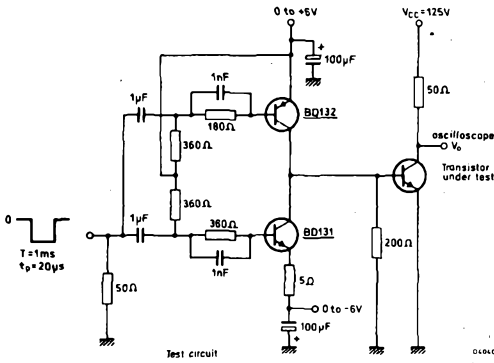 0 to +6V
VCC=125V
+
100µF
1nF
50Ω
1µF
BD132
180Ω
oscilloscope
Vo
360Ω
Transistor
under test
360Ω
1µF
360Ω
BD131
0
200Ω
T=1ms
tp=20µs
1nF
5Ω
50Ω
0 to -6V
100µF
+
Test circuit